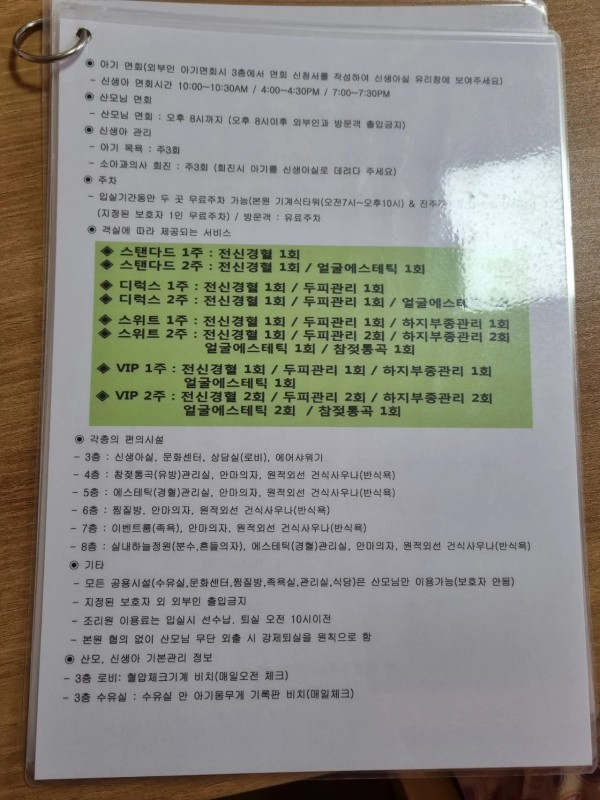 ◉ 아기 면회(외부인 아기면회시 3층에서 면회 신청서를 작성하여 신생아실 유리창에 보여주세요)
- 신생아 면회시간 10:00~10:30AM / 4:00~4:30PM / 7:00~7:30PM
◉ 산모님 면회
- 산모님 면회 : 오후 8시까지 (오후 8시이후 외부인과 방문객 출입금지)
◉ 신생아 관리
- 아기 목욕 : 주3회
- 소아과의사 회진 : 주3회 (회진시 아기를 신생아실로 데려다 주세요)
◉ 주차
- 입실기간동안 두 곳 무료주차 가능(본원 기계식타워(오전7시~오후10시) & 진주
(지정된 보호자 1인 무료주차) / 방문객 : 유료주차
◉ 객실에 따라 제공되는 서비스
◈ 스탠다드 1주 : 전신경혈 1회
◈ 스탠다드 2주 : 전신경혈 1회 / 얼굴에스테틱 1회
◈ 디럭스 1주 : 전신경혈 1회 / 두피관리 1회
◈ 디럭스 2주 : 전신경혈 1회 / 두피관리 1회 / 얼굴에스테틱 1회
◈ 스위트 1주 : 전신경혈 1회 / 두피관리 1회 / 하지부종관리 1회
◈ 스위트 2주 : 전신경혈 1회 / 두피관리 2회 / 하지부종관리 2회
얼굴에스테틱 1회 / 참젖통곡 1회
◈ VIP 1주 : 전신경혈 1회 / 두피관리 1회 / 하지부종관리 1회
얼굴에스테틱 1회
◈ VIP 2주 : 전신경혈 2회 / 두피관리 2회 / 하지부종관리 2회
얼굴에스테틱 2회 / 참젖통곡 1회
◉ 각층의 편의시설
- 3층 : 신생아실, 문화센터, 상담실(로비), 에어샤워기
- 4층 : 참젖통곡(유방)관리실, 안마의자, 원적외선 건식사우나(반식욕)
- 5층 : 에스테틱(경혈)관리실, 안마의자, 원적외선 건식사우나(반식욕)
- 6층 : 찜질방, 안마의자, 원적외선 건식사우나(반식욕)
- 7층 : 이벤트룸(족욕), 안마의자, 원적외선 건식사우나(반식욕)
- 8층 : 실내하늘정원(분수,흔들의자), 에스테틱(경혈)관리실, 안마의자, 원적외선 건식사우나(반식욕)
◉ 기타
- 모든 공용시설(수유실,문화센터,찜질방,족욕실,관리실,식당)은 산모님만 이용가능(보호자 안됨)
- 지정된 보호자 외 외부인 출입금지
- 조리원 이용료는 입실시 선수납, 퇴실 오전 10시이전
- 본원 협의 없이 산모님 무단 외출 시 강제퇴실을 원칙으로 함
◉ 산모, 신생아 기본관리 정보
- 3층 로비: 혈압체크기계 비치(매일오전 체크)
- 3층 수유실 : 수유실 안 아기몸무게 기록판 비치(매일체크)